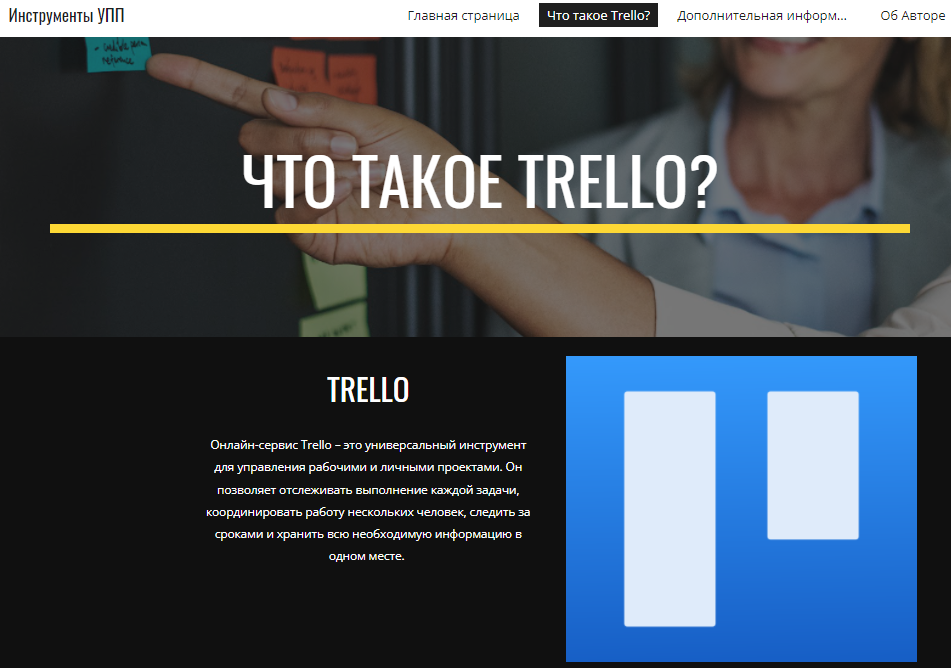 Инструменты УПП
Главная страница
Что такое Trello?
Дополнительная информ...
Об Авторе
ЧТО ТАКОЕ TRELLO?
TRELLO
Онлайн-сервис Trello – это универсальный инструмент
для управления рабочими и личными проектами. Он
позволяет отслеживать выполнение каждой задачи,
координировать работу нескольких человек, следить за
сроками и хранить всю необходимую информацию в
одном месте.